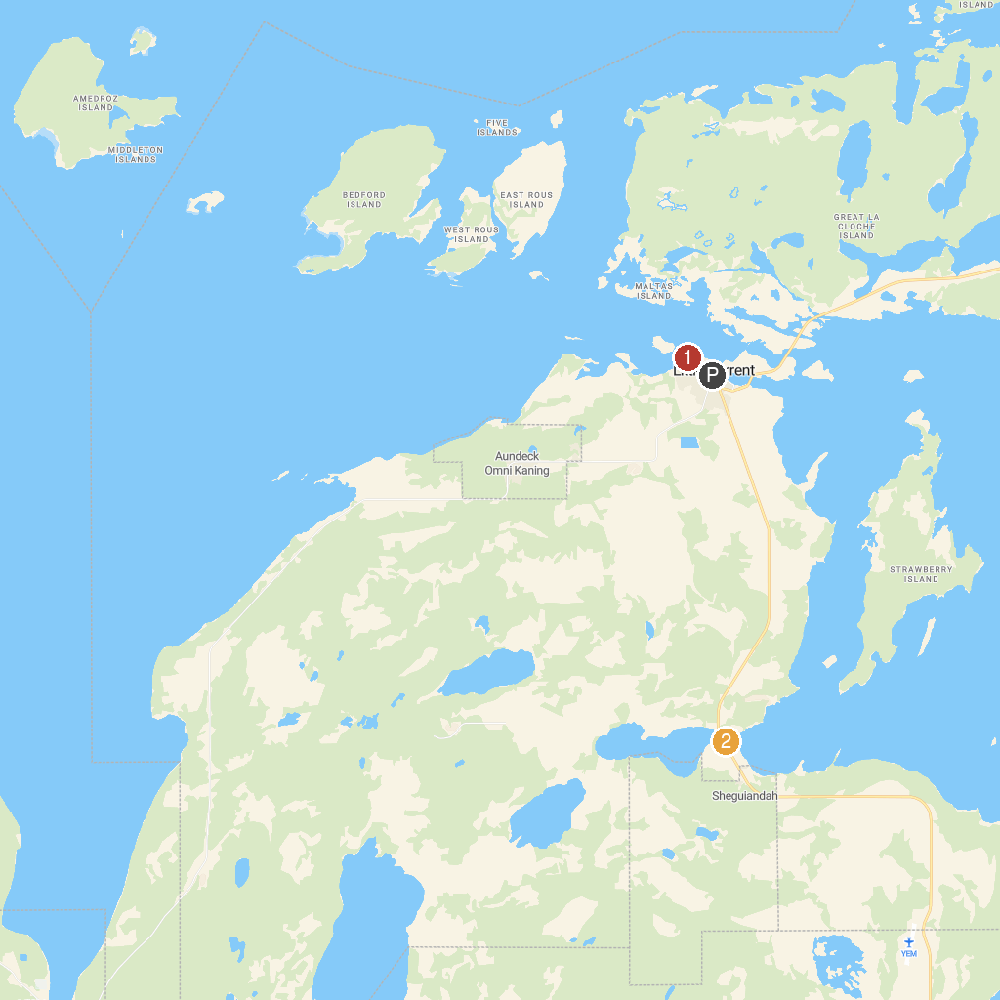 ISLAND
AMEDROZ
ISLAND
MIDDLETON
ISLANDS
FIVE
ISLANDS
BEDFORD
ISLAND
EAST ROUS
ISLAND
WEST ROUS
ISLAND
GREAT LA
CLOCHE
ISLAND
MALTAS
ISLAND
1
P
Aundeck
Omni Kaning
STRAWBERRY
ISLAND
2
Sheguiandah
YEM